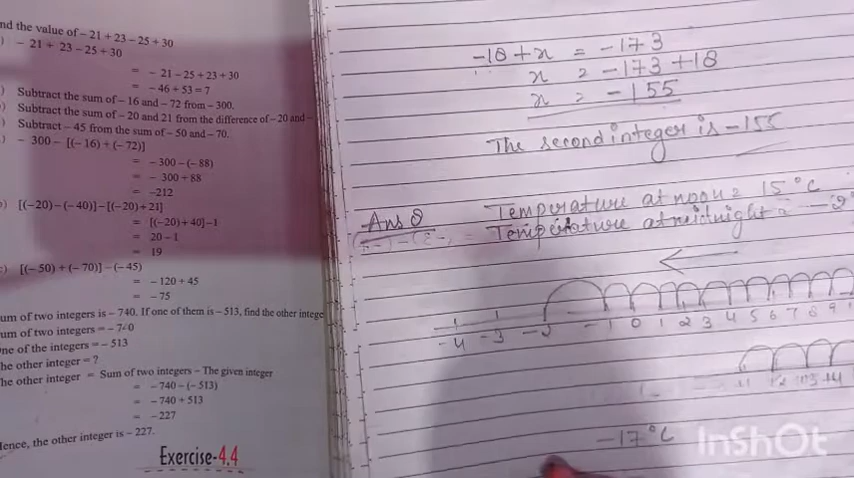 nd the value of – 21 + 23 – 25 + 30
) – 21 + 23 – 25 + 30
= – 21 – 25 + 23 + 30
= – 46 + 53 = 7
) Subtract the sum of – 16 and – 72 from – 300.
) Subtract the sum of – 20 and 21 from the difference of – 20 and –
) Subtract – 45 from the sum of – 50 and – 70.
) – 300 – [(– 16) + (– 72)]
= – 300 – (– 88)
= – 300 + 88
= –212
) [(–20) – (– 40)] – [(–20) + 21]
= [(–20) + 40] – 1
= 20 – 1
= 19
) [(– 50) + (– 70)] – (– 45)
= – 120 + 45
= – 75
um of two integers is – 740. If one of them is – 513, find the other intege
um of two integers = – 740
ne of the integers = – 513
he other integer = ?
he other integer = Sum of two integers – The given integer
= – 740 – (– 513)
= – 740 + 513
= – 227
Hence, the other integer is – 227.
Exercise-4.4
-18 + x = -173
x = -173 + 18
x = -155
The second integer is -155
Ans 8 Temperature at noon = 15°C
Temperature at midnight = -2°
-4 -3 -2 -1 0 1 2 3 4 5 6 7 8 9
11 12 13 14
-17°C
InShOt